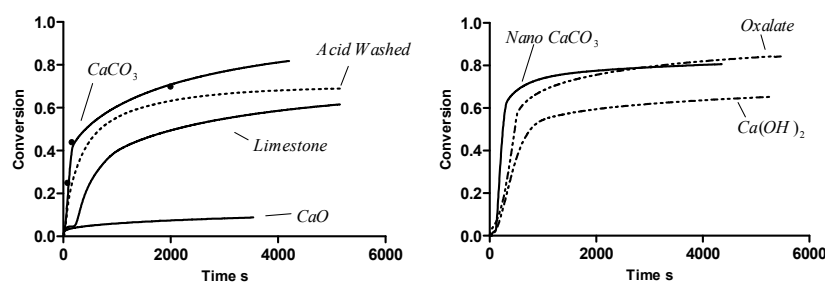 1.0
0.8
0.6
0.4
0.2
0.0
Conversion
0
2000
4000
6000
Time s
CaCO3
Acid Washed
Limestone
CaO
1.0
0.8
0.6
0.4
0.2
0.0
Conversion
0
2000
4000
6000
Time s
Nano CaCO3
Oxalate
Ca(OH)2